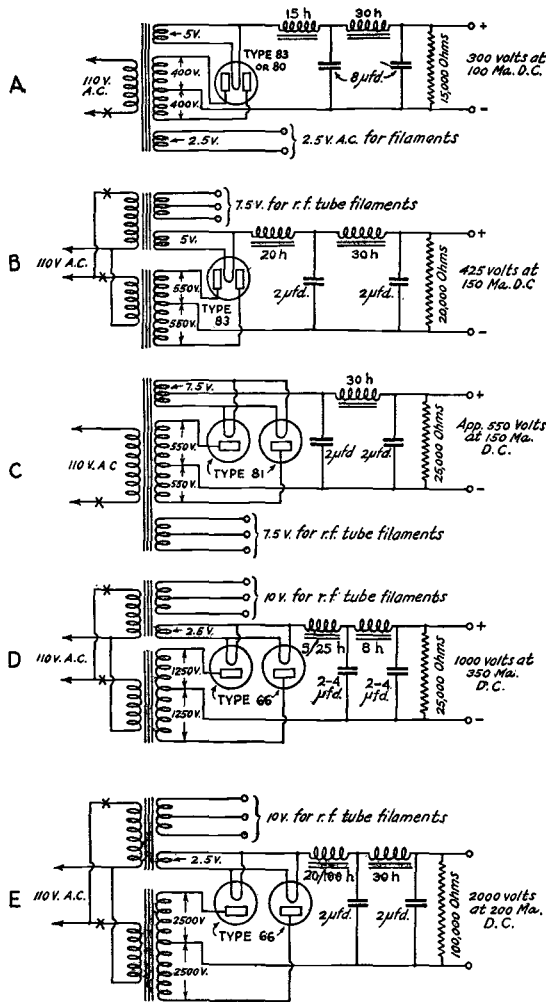 A
110 V.
A.C.
5V.
400V.
400V.
2.5V.
TYPE 83
OR 80
15 h
30 h
8 µfd.
15,000 Ohms
+
-
300 volts at
100 Ma. D.C.
2.5 V. A.C. for filaments
B
110 V A.C.
7.5 V. for r.f. tube filaments
5V.
550V.
550V.
TYPE
83
20 h
30 h
2 µfd.
2 µfd.
20,000 Ohms
+
-
425 volts at
150 Ma. D.C
C
110 V. A C
7.5 V.
550V.
550V.
TYPE 81
30 h
2 µfd
2 µfd.
25,000 Ohms
+
-
App. 550 Volts
at 150 Ma.
D.C.
7.5 V. for r.f. tube filaments
D
110 V. A.C.
10 V. for r.f. tube filaments
2.5V.
1250V.
1250V.
TYPE 66
5/25 h
8 h
2-4
µfd.
2-4
µfd.
25,000 Ohms
+
-
1000 volts at
350 Ma.
D.C.
E
110 V. A.C.
10 V. for r.f. tube filaments
2.5V.
2500V
2500V.
TYPE 66
20/100 h
30 h
2 µfd.
2 µfd.
100,000 Ohms
2000 volts
at 200 Ma.
D.C.